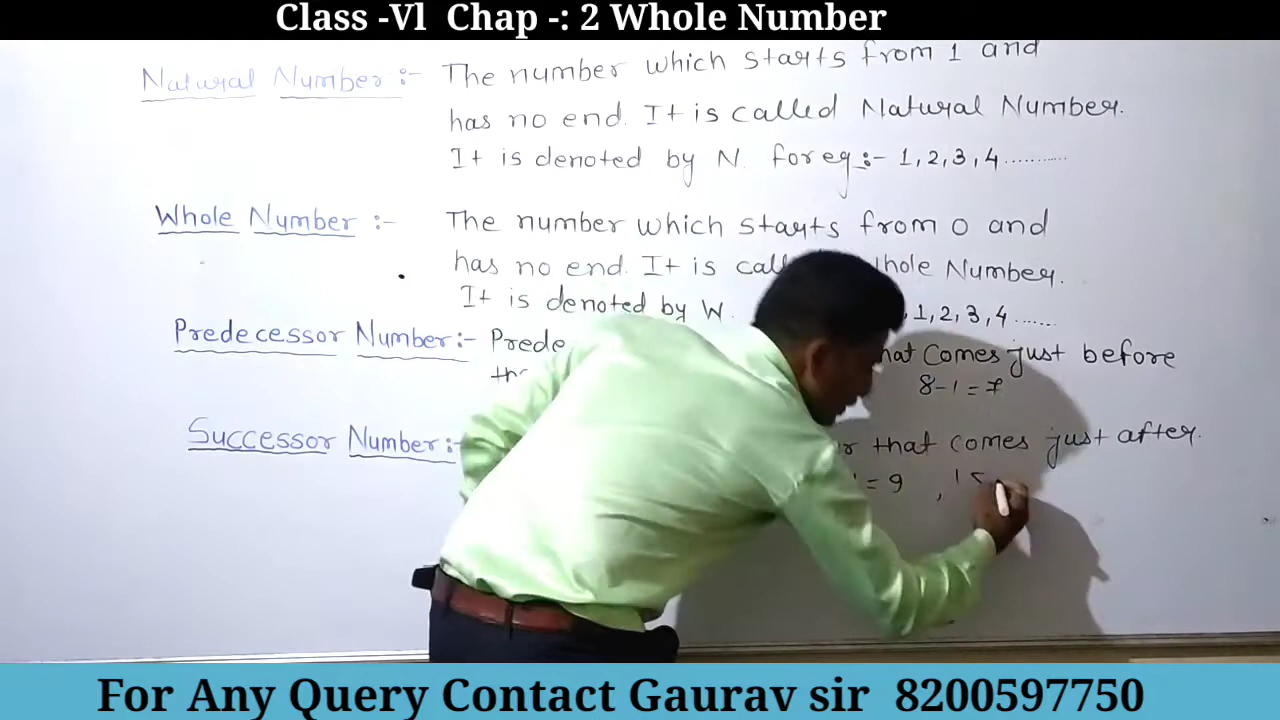 Class -Vl Chap -: 2 Whole Number
Natural Number :- The number which starts from 1 and
has no end. It is called Natural Number.
It is denoted by N. for eg :- 1, 2, 3, 4 ..........
Whole Number :- The number which starts from 0 and
has no end. It is whole Number.
It is denoted by W. 1, 2, 3, 4 .......
Predecessor Number :- comes just before
8-1 = 7
Successor Number :- that comes just after.
= 9 , 15
For Any Query Contact Gaurav sir 8200597750